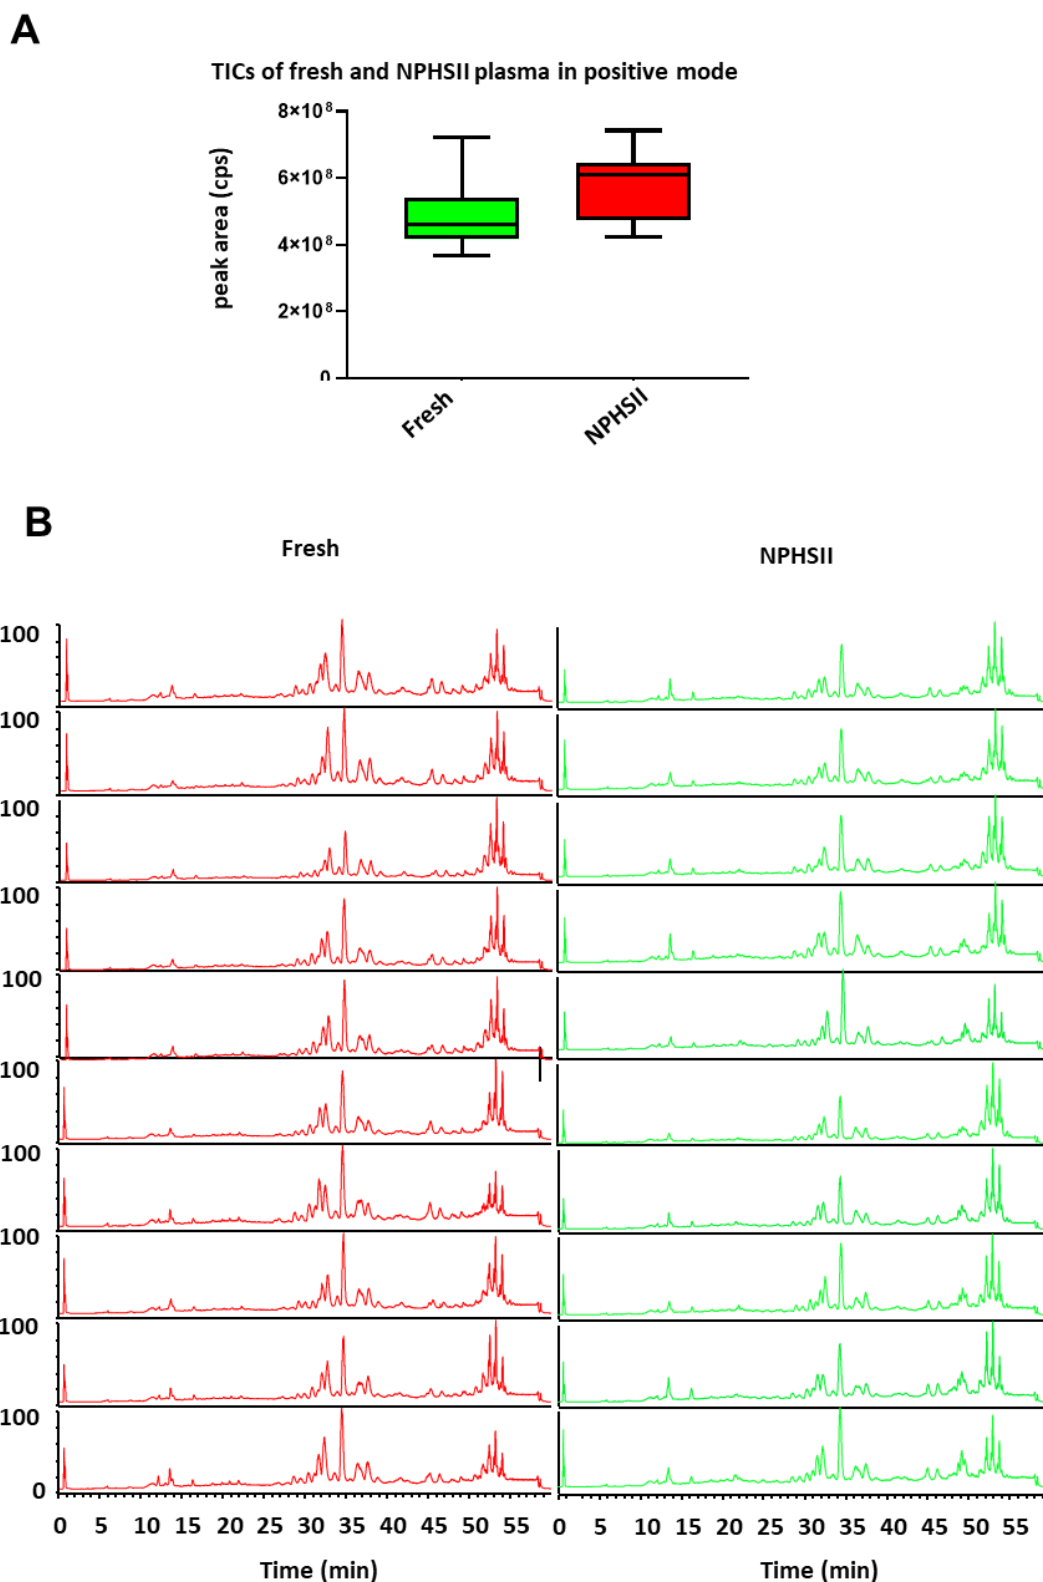 A
TICs of fresh and NPHSII plasma in positive mode
peak area (cps)
8×10⁸
6×10⁸
4×10⁸
2×10⁸
0
Fresh
NPHSII
B
Fresh
NPHSII
100
100
100
100
100
100
100
100
100
100
0
0 5 10 15 20 25 30 35 40 45 50 55
0 5 10 15 20 25 30 35 40 45 50 55
Time (min)
Time (min)